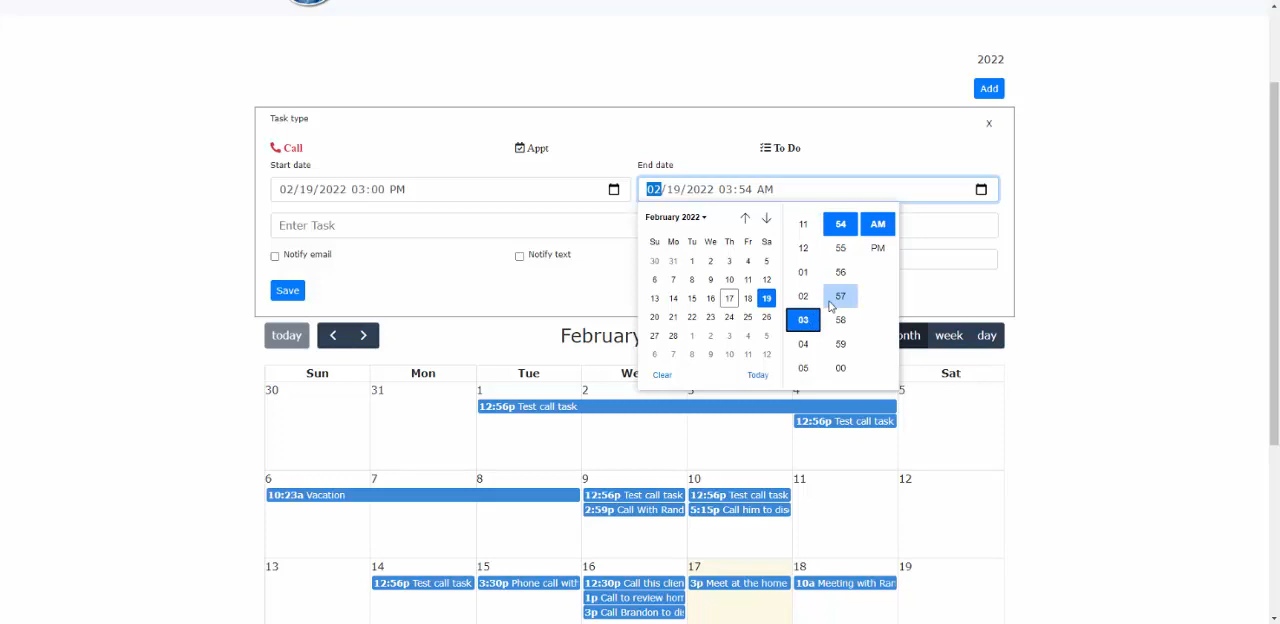 2022
Add
Task type
X
Call
Appt
To Do
Start date
End date
02/19/2022 03:00 PM
02/19/2022 03:54 AM
Enter Task
Notify email
Notify text
Save
February 2022
Su Mo Tu We Th Fr Sa
30 31 1 2 3 4 5
6 7 8 9 10 11 12
13 14 15 16 17 18 19
20 21 22 23 24 25 26
27 28 1 2 3 4 5
6 7 8 9 10 11 12
Clear
Today
11 54 AM
12 55 PM
01 56
02 57
03 58
04 59
05 00
today
February
onth
week
day
Sun Mon Tue We Sat
30 31 1 2 3 4 5
12:56p Test call task
12:56p Test call task
6 7 8 9 10 11 12
10:23a Vacation
12:56p Test call task
12:56p Test call task
2:59p Call With Rand
5:15p Call him to dis
13 14 15 16 17 18 19
12:56p Test call task
3:30p Phone call with
12:30p Call this clien
3p Meet at the home
10a Meeting with Ran
1p Call to review hom
3p Call Brandon to di